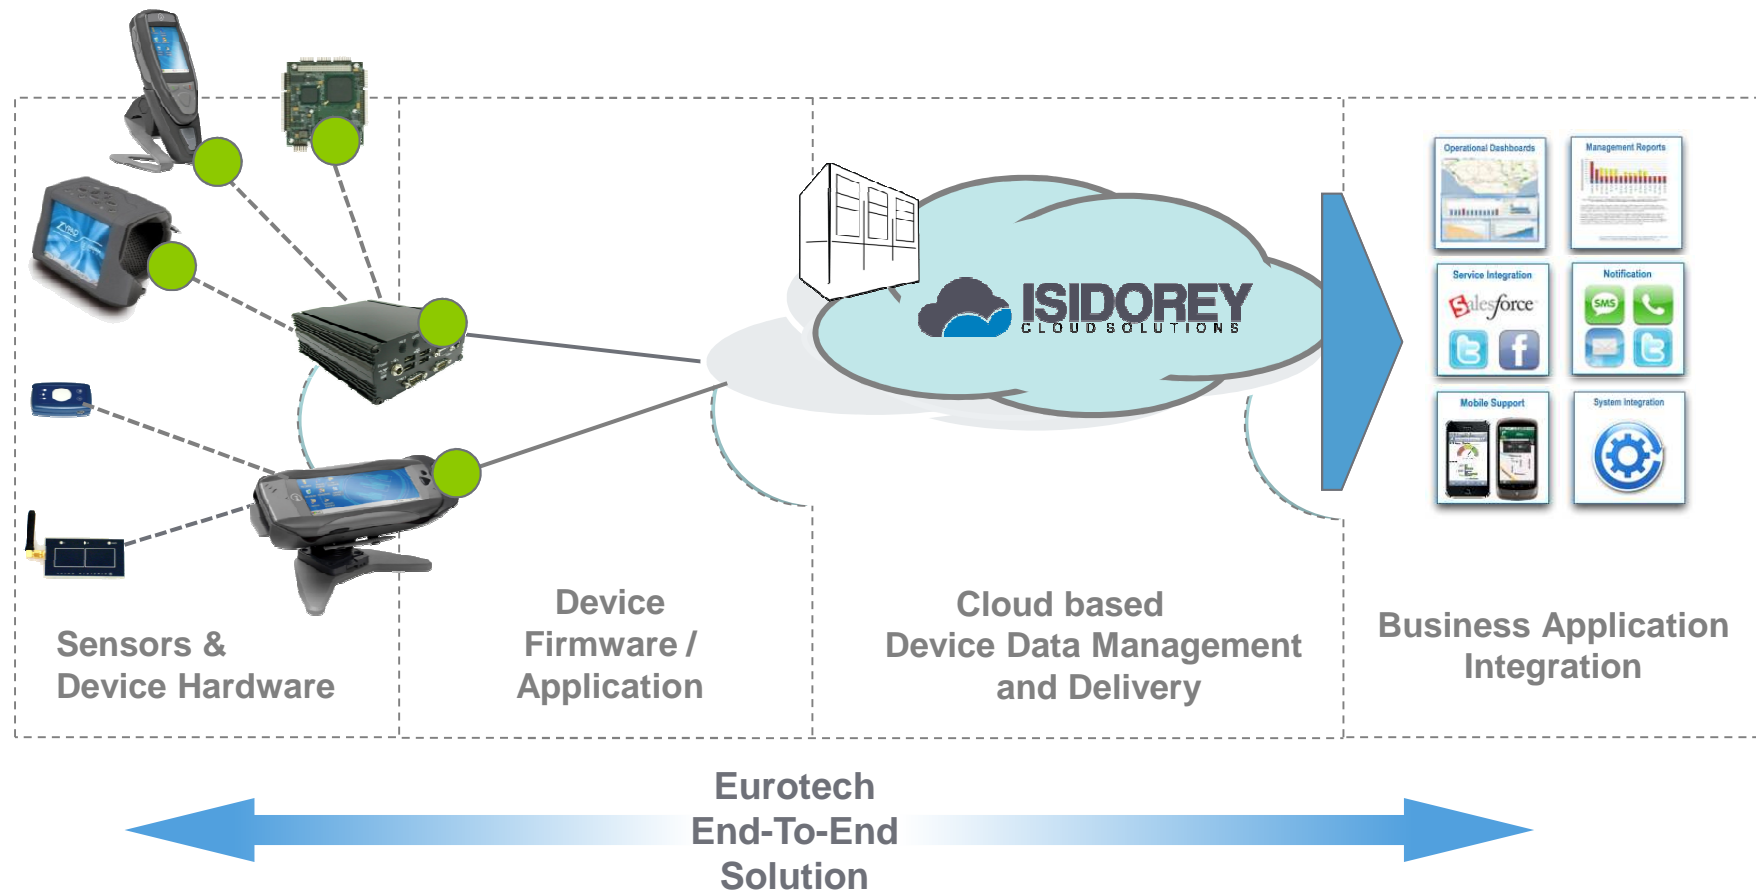 Operational Dashboards
Management Reports
Service Integration
Notification
salesforce
SMS
Mobile Support
System Integration
ISIDOREY
CLOUD SOLUTIONS
ZYPAD
Sensors &
Device Hardware
Device
Firmware /
Application
Cloud based
Device Data Management
and Delivery
Business Application
Integration
Eurotech
End-To-End
Solution